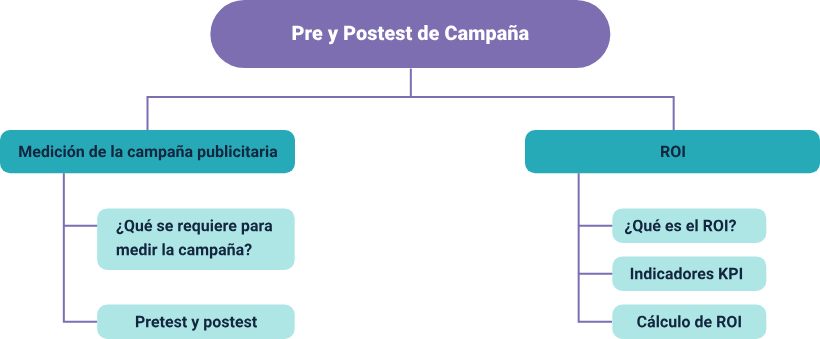 Pre y Postest de Campaña
Medición de la campaña publicitaria
¿Qué se requiere para
medir la campaña?
Pretest y postest
ROI
¿Qué es el ROI?
Indicadores KPI
Cálculo de ROI